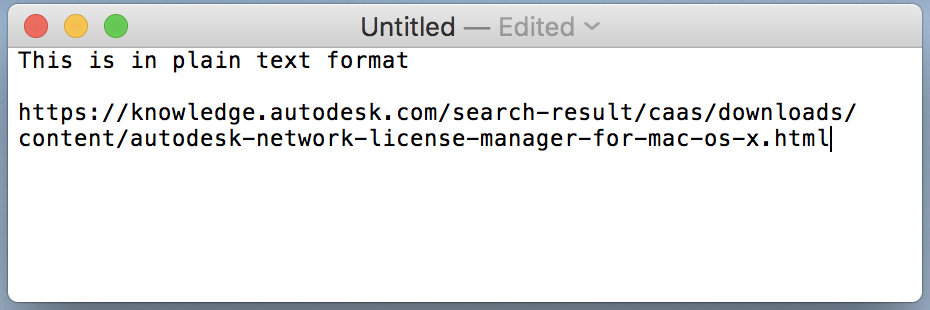 Untitled — Edited
This is in plain text format
https://knowledge.autodesk.com/search-result/caas/downloads/
content/autodesk-network-license-manager-for-mac-os-x.html